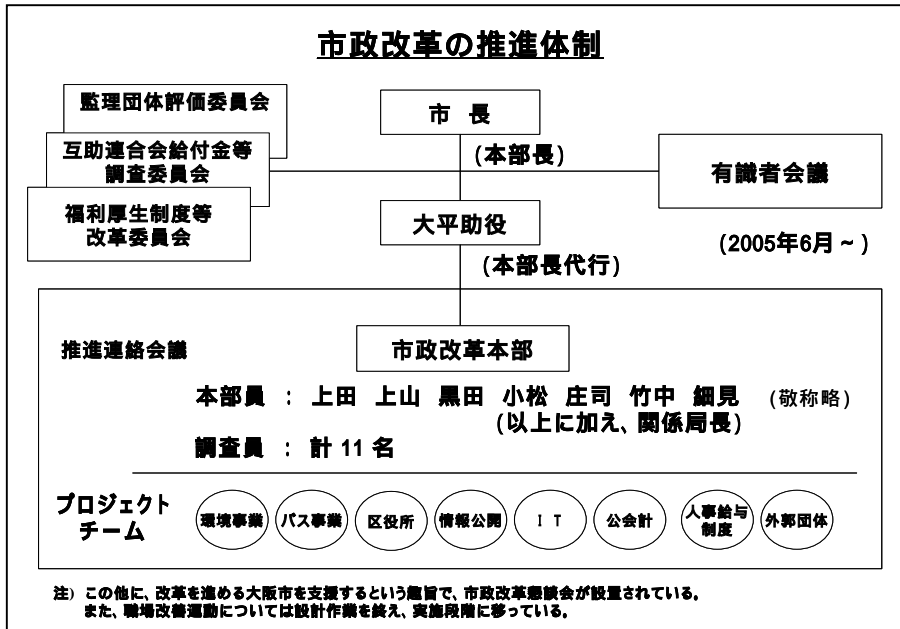 市政改革の推進体制
監理団体評価委員会
互助連合会給付金等
調査委員会
福利厚生制度等
改革委員会
市 長
(本部長)
有識者会議
大平助役
(2005年6月～)
(本部長代行)
推進連絡会議
市政改革本部
本部員 ： 上田 上山 黒田 小松 庄司 竹中 細見 (敬称略)
(以上に加え、関係局長)
調査員 ： 計 11 名
プロジェクト
チーム
環境事業
バス事業
区役所
情報公開
ＩＴ
公会計
人事給与
制度
外郭団体
注) この他に、改革を進める大阪市を支援するという趣旨で、市政改革懇談会が設置されている。
また、職場改善運動については設計作業を終え、実施段階に移っている。